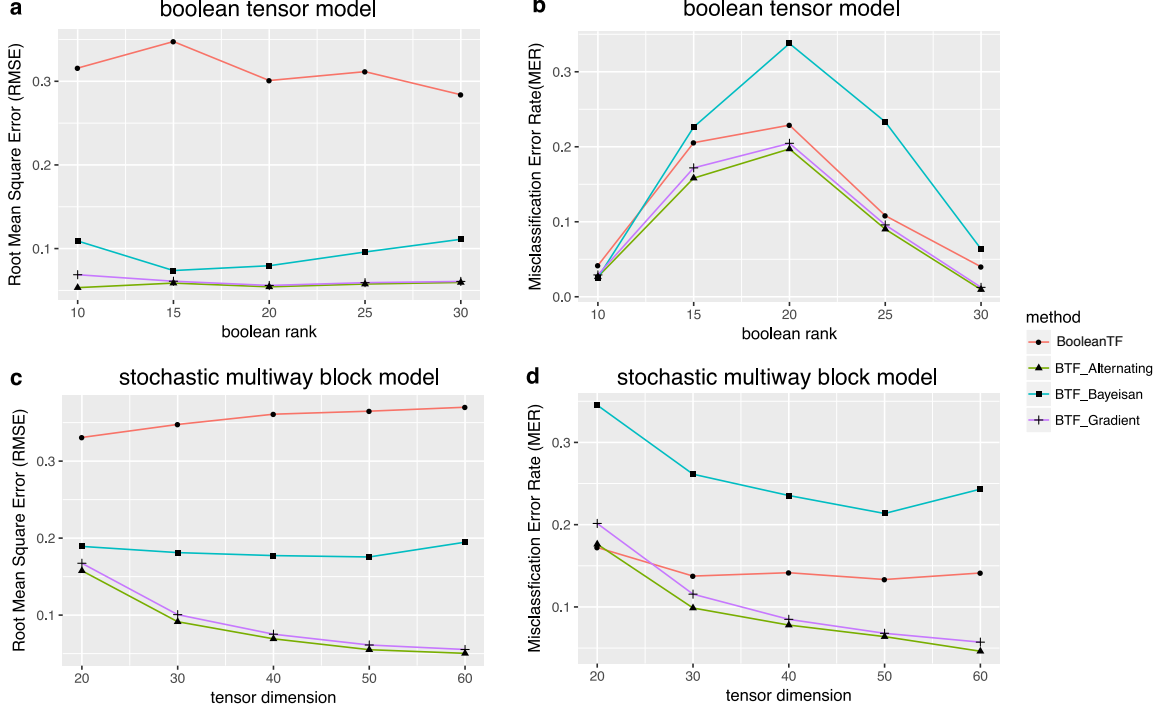 a
boolean tensor model
Root Mean Square Error (RMSE)
0.3
0.2
0.1
10 15 20 25 30
boolean rank
b
boolean tensor model
Misclassification Error Rate(MER)
0.3
0.2
0.1
0.0
10 15 20 25 30
boolean rank
c
stochastic multiway block model
Root Mean Square Error (RMSE)
0.3
0.2
0.1
20 30 40 50 60
tensor dimension
d
stochastic multiway block model
Misclassfication Error Rate (MER)
0.3
0.2
0.1
20 30 40 50 60
tensor dimension
method
BooleanTF
BTF_Alternating
BTF_Bayeisan
BTF_Gradient